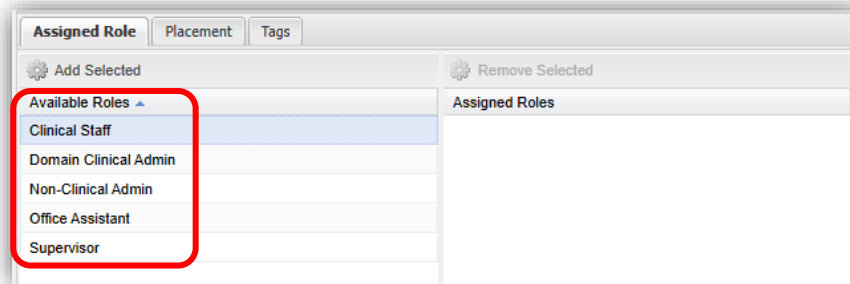 Assigned Role Placement Tags
Add Selected Remove Selected
Available Roles Assigned Roles
Clinical Staff
Domain Clinical Admin
Non-Clinical Admin
Office Assistant
Supervisor